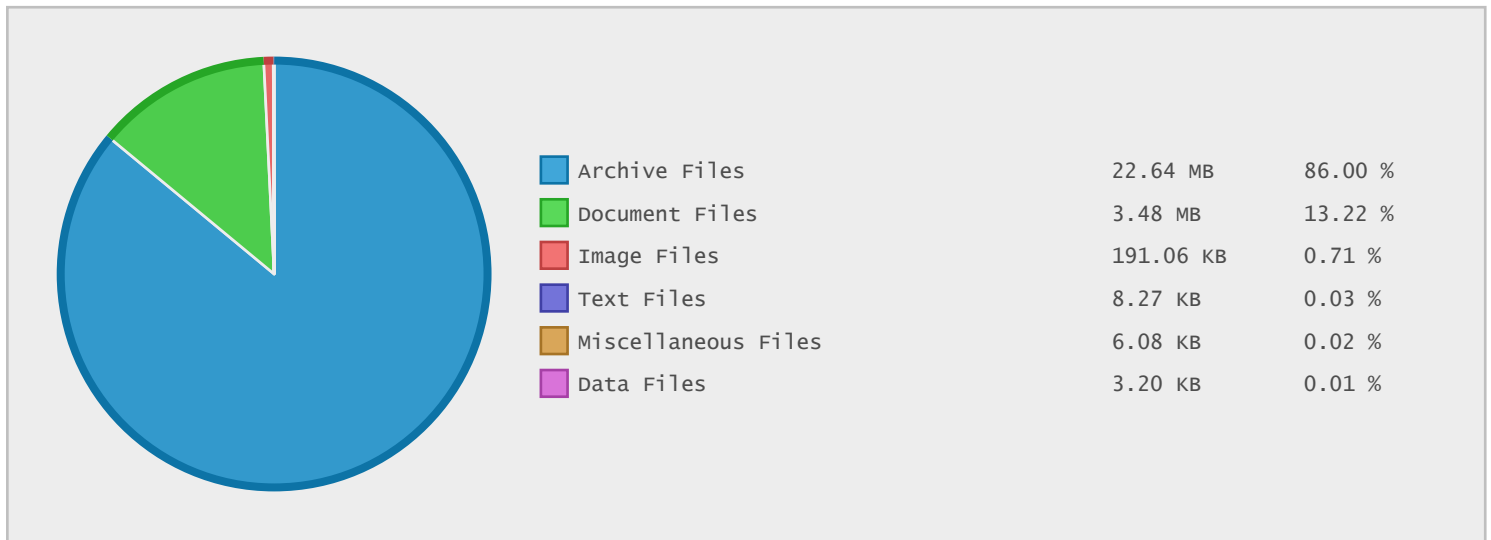 Archive Files 22.64 MB 86.00 %
Document Files 3.48 MB 13.22 %
Image Files 191.06 KB 0.71 %
Text Files 8.27 KB 0.03 %
Miscellaneous Files 6.08 KB 0.02 %
Data Files 3.20 KB 0.01 %